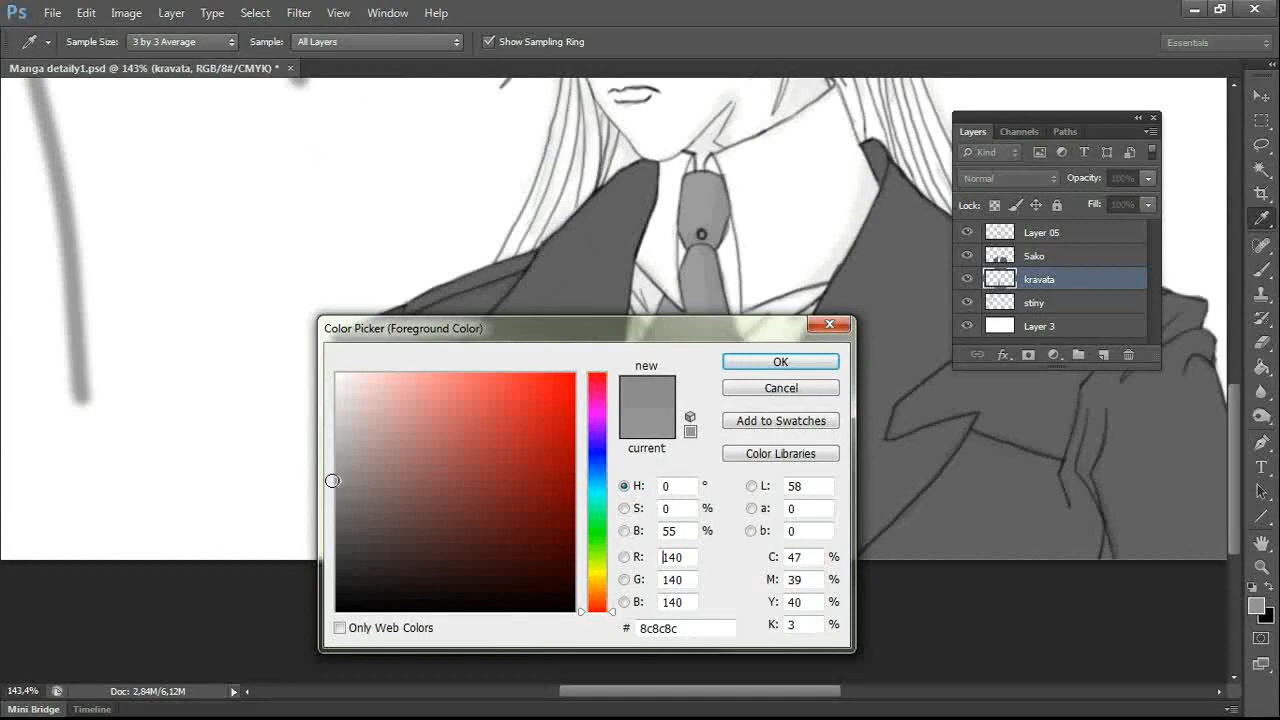 Ps File Edit Image Layer Type Select Filter View Window Help
Sample Size: 3 by 3 Average Sample: All Layers Show Sampling Ring Essentials
Manga detaily1.psd @ 143% (kravata, RGB/8#/CMYK) * ×
Layers Channels Paths
Kind T
Normal Opacity: 100%
Lock: Fill: 100%
Layer 05
Sako
kravata
stiny
Layer 3
fx
Color Picker (Foreground Color)
new
current
OK
Cancel
Add to Swatches
Color Libraries
H: 0 ° L: 58
S: 0 % a: 0
B: 55 % b: 0
R: 140 C: 47 %
G: 140 M: 39 %
B: 140 Y: 40 %
# 8c8c8c K: 3 %
Only Web Colors
143,4% Doc: 2,84M/6,12M
Mini Bridge Timeline